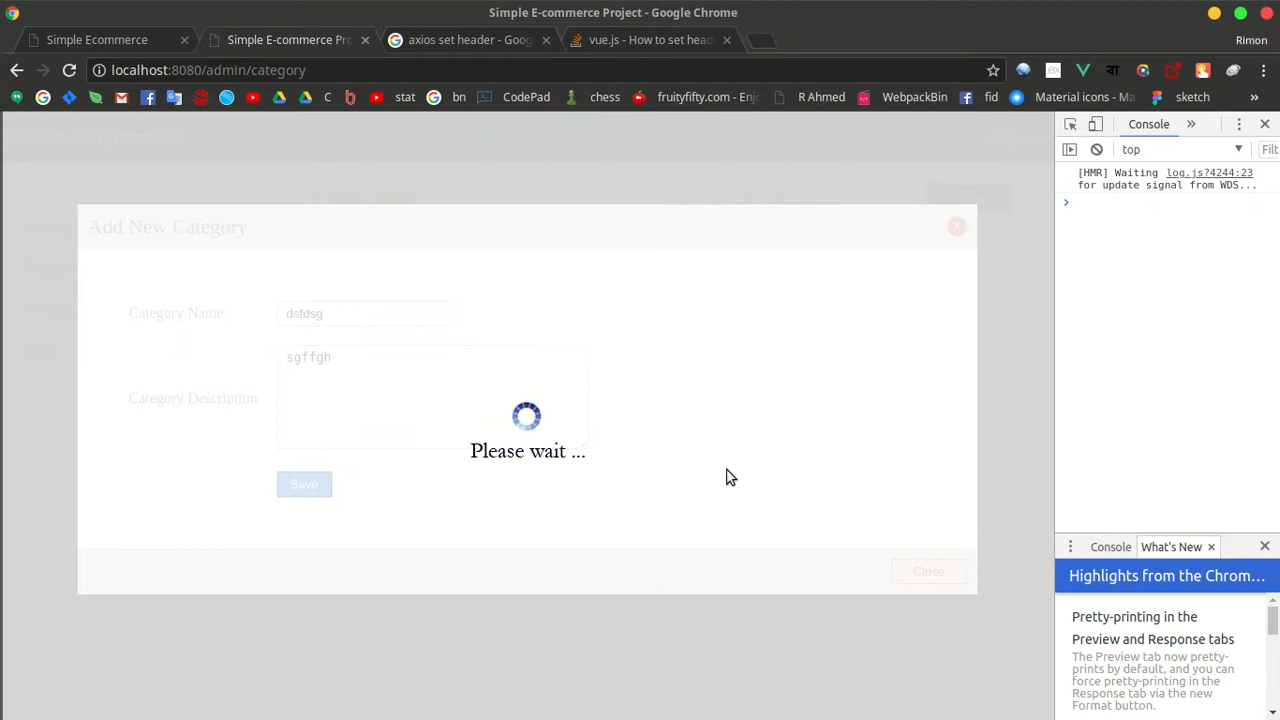 Simple E-commerce Project - Google Chrome
Simple Ecommerce
Simple E-commerce Pro
axios set header - Goog
vue.js - How to set head
Rimon
localhost:8080/admin/category
stat
bn
CodePad
chess
fruityfifty.com - Enj
R Ahmed
WebpackBin
fid
Material icons - Ma
sketch
»
Console
»
top
Filt
[HMR] Waiting log.js?4244:23
for update signal from WDS...
Add New Category
Category Name
dsfdsg
sgffgh
Category Description
Please wait ...
Save
Close
Console
What's New
Highlights from the Chrom...
Pretty-printing in the
Preview and Response tabs
The Preview tab now pretty-
prints by default, and you can
force pretty-printing in the
Response tab via the new
Format button.